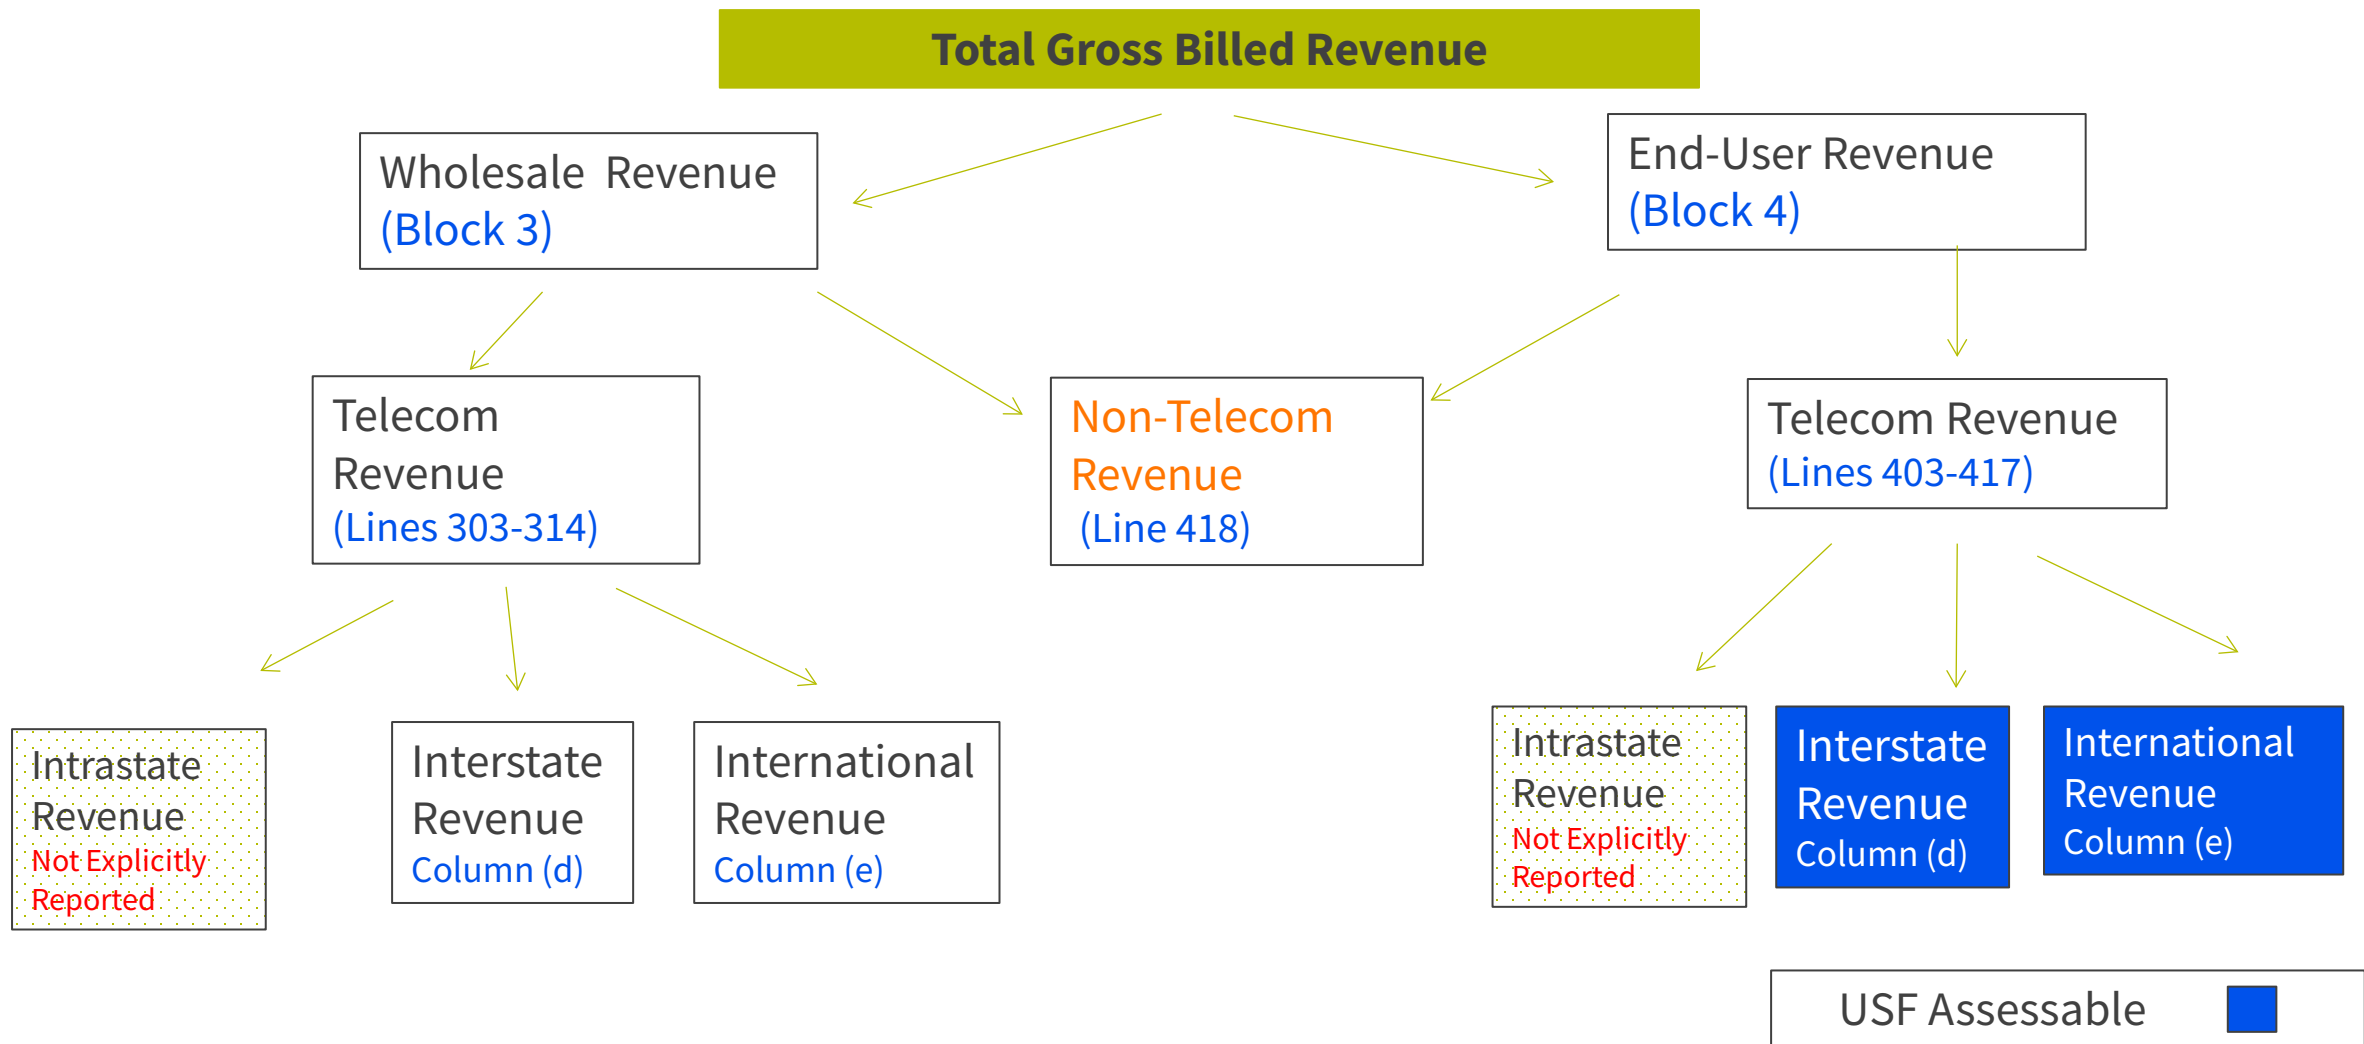 Total Gross Billed Revenue
Wholesale Revenue
(Block 3)
End-User Revenue
(Block 4)
Telecom
Revenue
(Lines 303-314)
Non-Telecom
Revenue
(Line 418)
Telecom Revenue
(Lines 403-417)
Intrastate
Revenue
Not Explicitly
Reported
Interstate
Revenue
Column (d)
International
Revenue
Column (e)
Intrastate
Revenue
Not Explicitly
Reported
Interstate
Revenue
Column (d)
International
Revenue
Column (e)
USF Assessable